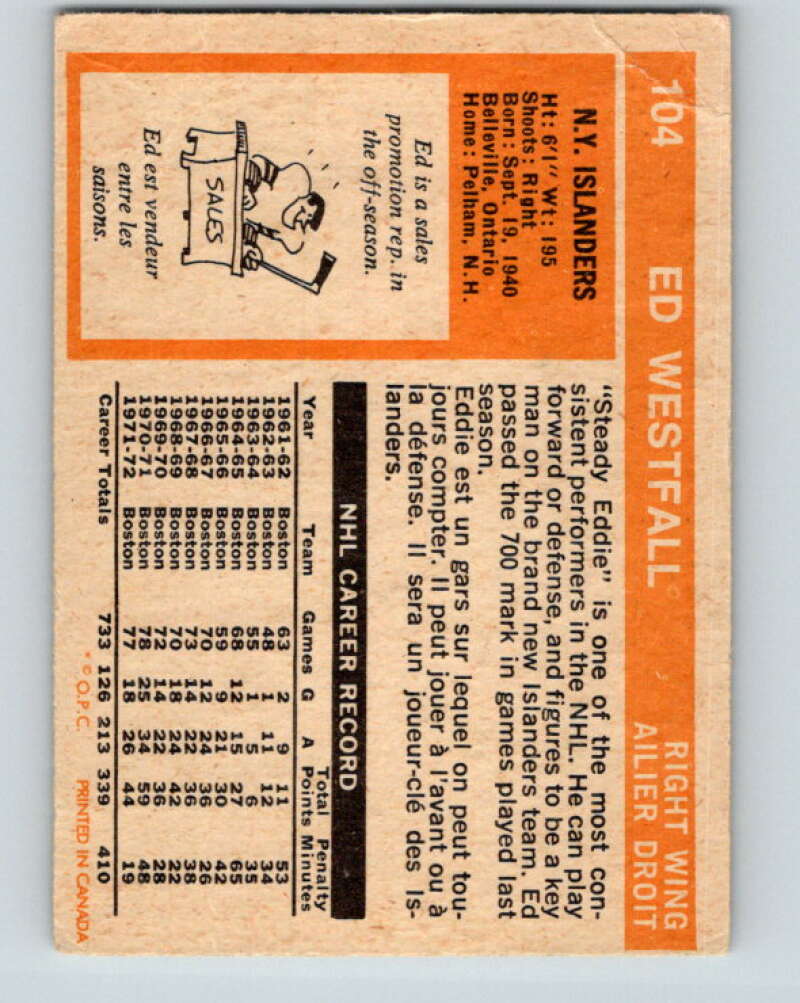 104 ED WESTFALL© RIGHT WING
AILIER DROIT
N.Y. ISLANDERS
Ht: 6'1" Wt: 195
Shoots: Right
Born: Sept. 19, 1940
Belleville, Ontario
Home: Pelham, N.H.
Ed is a sales
promotion rep. in
the off-season.
SALES
Ed est vendeur
entre les
saisons.
"Steady Eddie" is one of the most con-
sistent performers in the NHL. He can play
forward or defense, and figures to be a key
man on the brand new Islanders team. Ed
passed the 700 mark in games played last
season.
Eddie est un gars sur lequel on peut tou-
jours compter. Il peut jouer à l'avant ou à
la défense. Il sera un joueur-clé des Is-
landers.
NHL CAREER RECORD
Year Team Games G A Total Points Penalty Minutes
1961-62 Boston 63 2 9 11 53
1962-63 Boston 48 1 11 12 34
1963-64 Boston 55 1 5 6 35
1964-65 Boston 68 12 15 27 65
1965-66 Boston 59 9 21 30 42
1966-67 Boston 70 12 24 36 26
1967-68 Boston 73 14 22 36 38
1968-69 Boston 70 18 24 42 22
1969-70 Boston 72 14 22 36 28
1970-71 Boston 78 25 34 59 48
1971-72 Boston 77 18 26 44 19
Career Totals 733 126 213 339 410
* © O.P.C. PRINTED IN CANADA